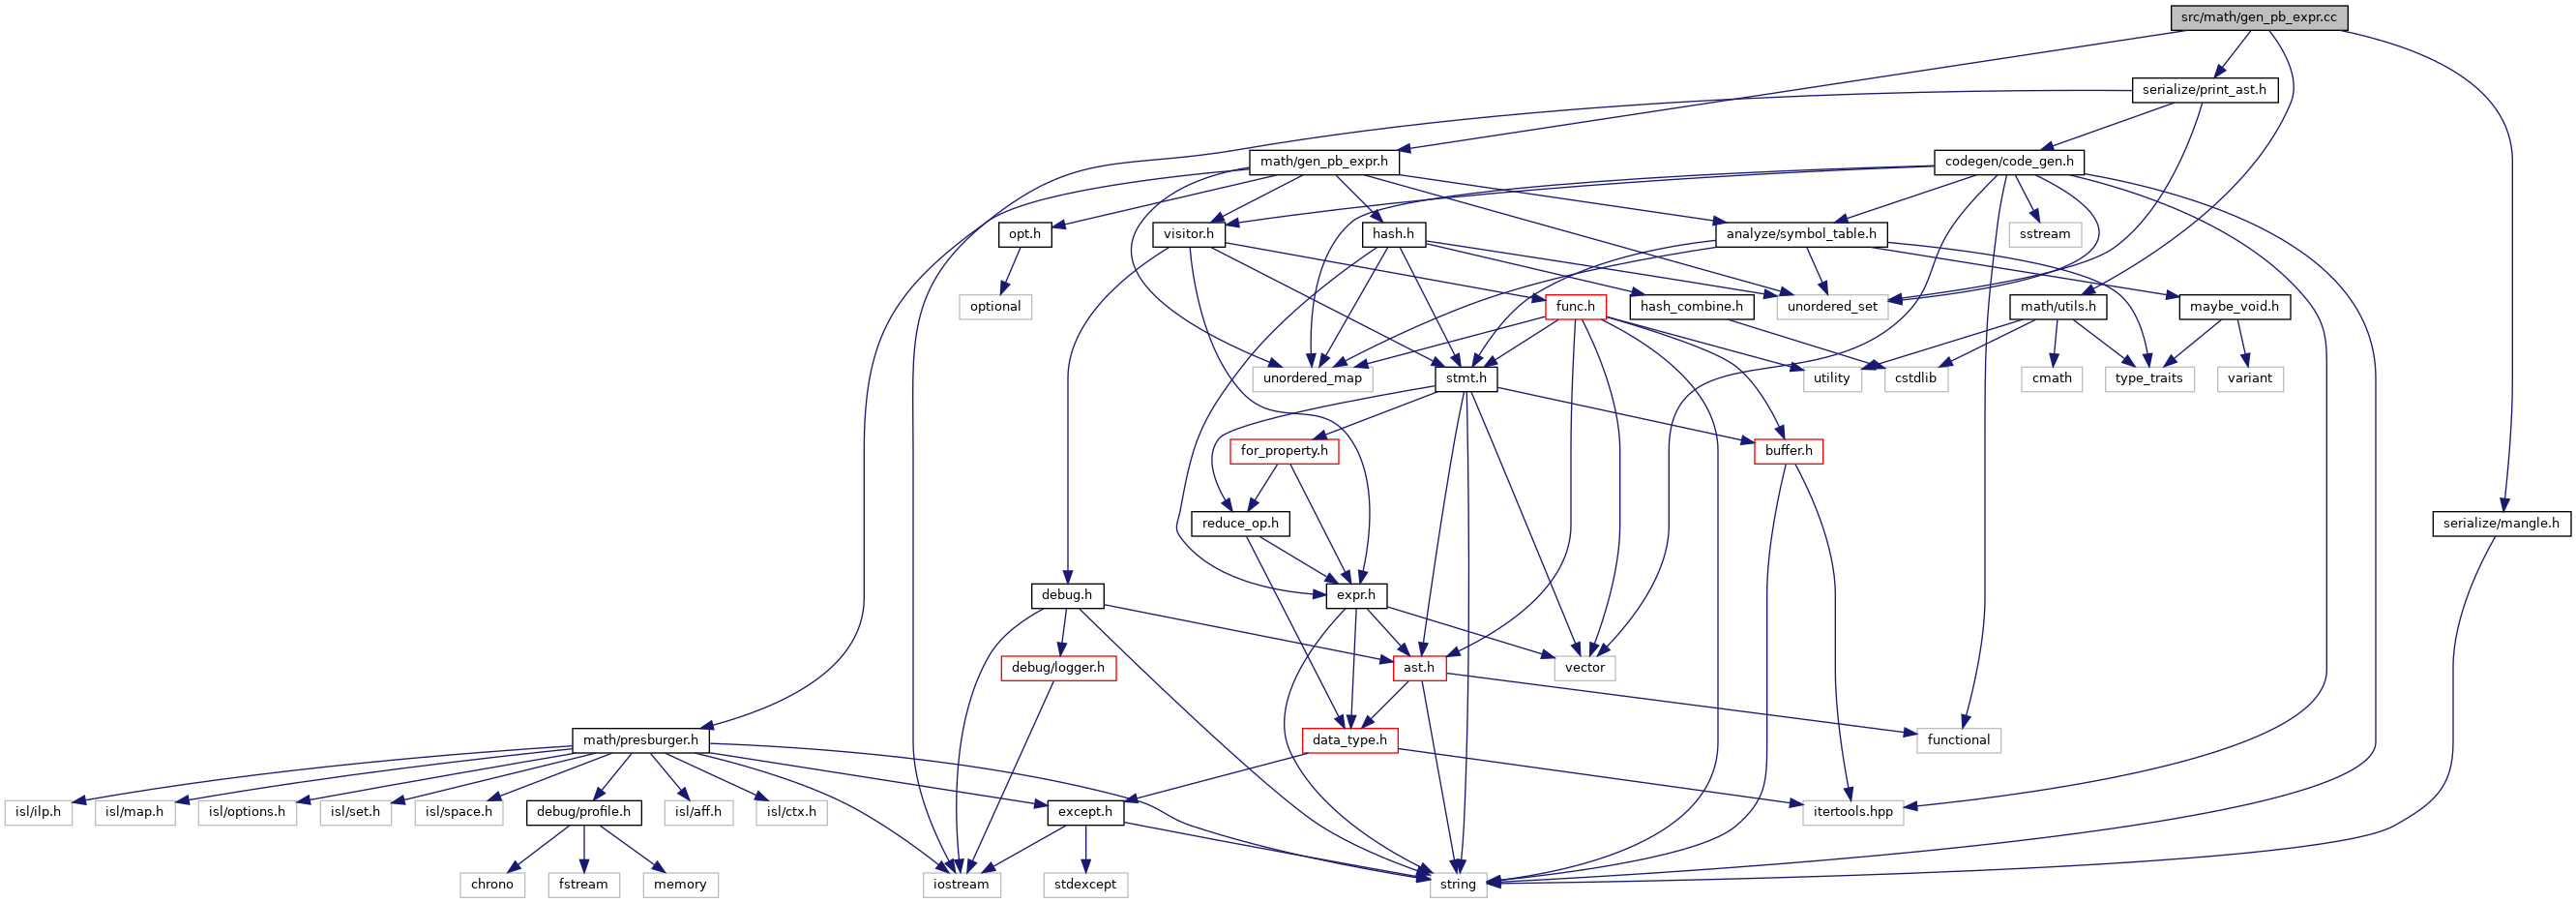 src/math/gen_pb_expr.cc
serialize/print_ast.h
math/gen_pb_expr.h
codegen/code_gen.h
opt.h
visitor.h
hash.h
analyze/symbol_table.h
sstream
optional
func.h
hash_combine.h
unordered_set
math/utils.h
maybe_void.h
unordered_map
stmt.h
utility
cstdlib
cmath
type_traits
variant
for_property.h
buffer.h
reduce_op.h
serialize/mangle.h
debug.h
expr.h
debug/logger.h
ast.h
vector
math/presburger.h
data_type.h
functional
isl/ilp.h
isl/map.h
isl/options.h
isl/set.h
isl/space.h
debug/profile.h
isl/aff.h
isl/ctx.h
except.h
itertools.hpp
chrono
fstream
memory
iostream
stdexcept
string